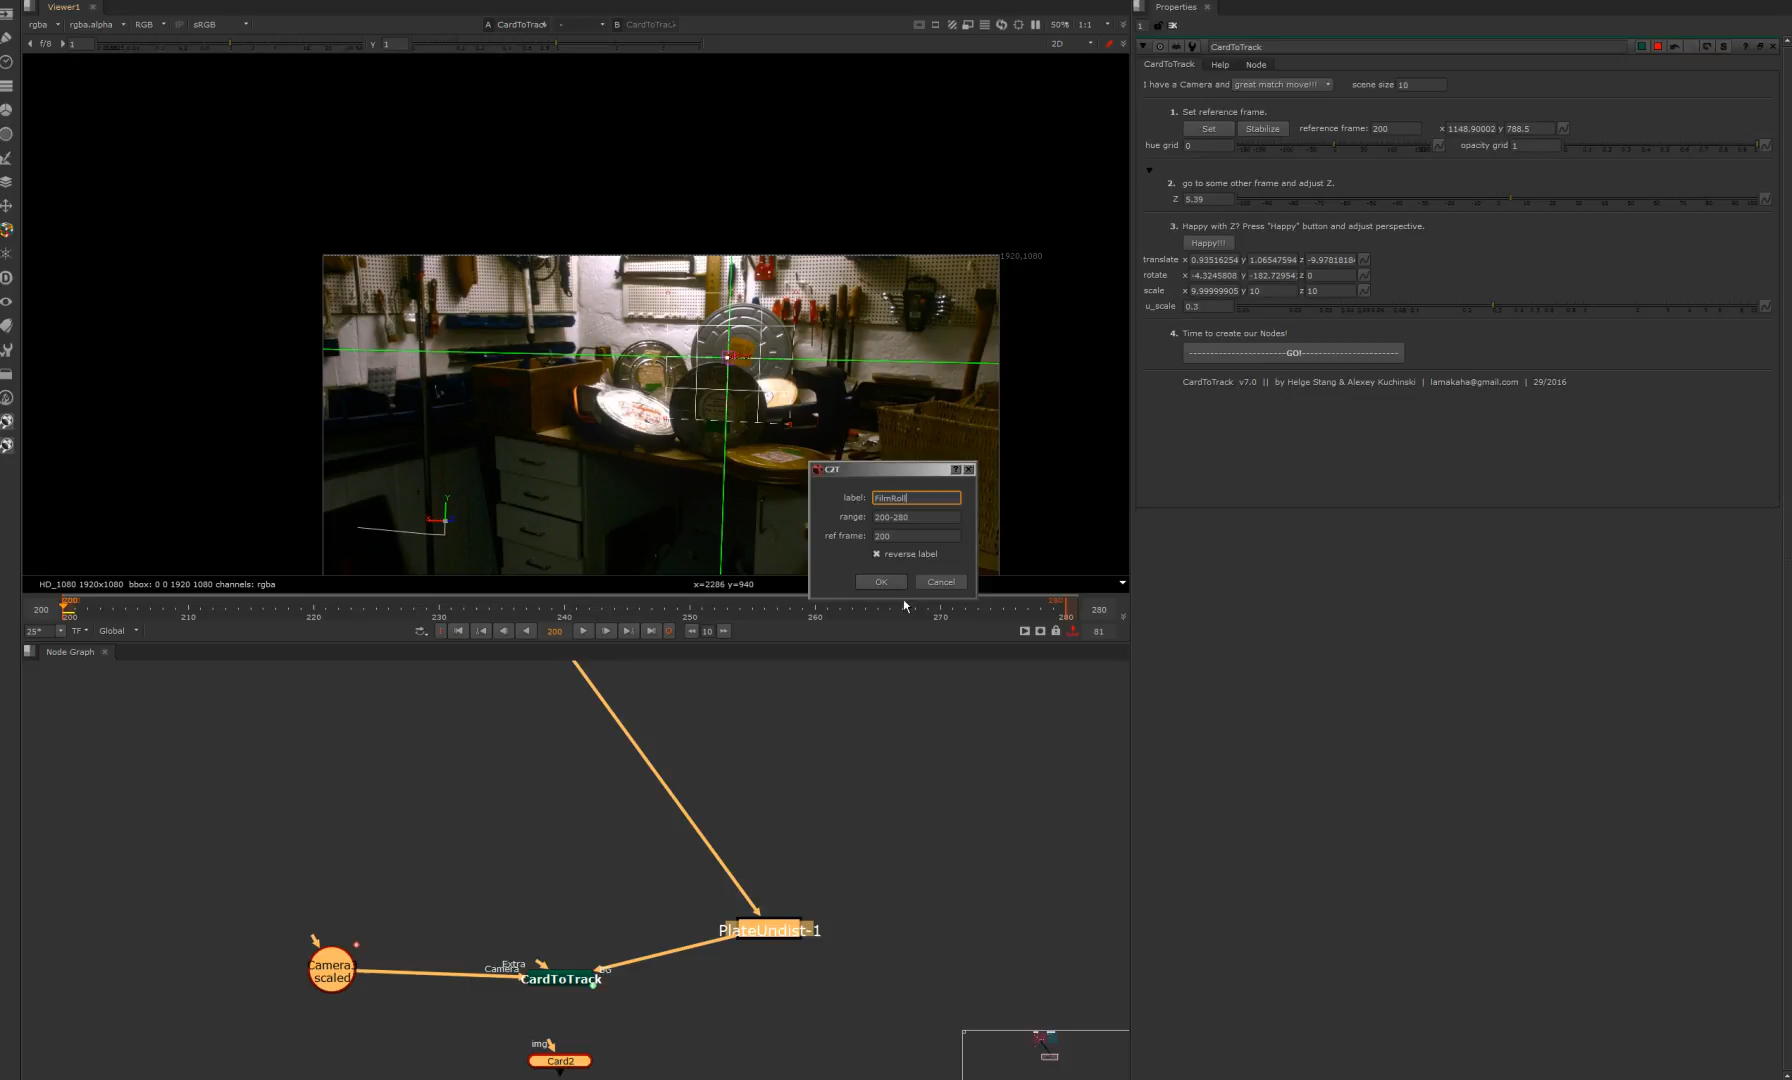 Viewer1
Properties
rgba
rgba.alpha
RGB
IP
sRGB
A CardToTrack
-
B CardToTrack
50%
1:1
f/8
1
y 1
2D
1
CardToTrack
S
?
CardToTrack Help Node
I have a Camera and great match move!!! scene size 10
1. Set reference frame.
Set Stabilize reference frame: 200 x 1148.90002 y 788.5
hue grid 0 opacity grid 1
2. go to some other frame and adjust Z.
Z 5.39
3. Happy with Z? Press "Happy" button and adjust perspective.
Happy!!!
translate x 0.93516254 y 1.06547594 z -9.9781818
rotate x -4.3245808 y -182.72954 z 0
scale x 9.99999905 y 10 z 10
u_scale 0.3
4. Time to create our Nodes!
GO!
CardToTrack v7.0 || by Helge Stang & Alexey Kuchinski | lamakaha@gmail.com | 29/2016
1920,1080
Y
C2T
label: FilmRoll
range: 200-280
ref frame: 200
reverse label
OK Cancel
HD_1080 1920x1080 bbox: 0 0 1920 1080 channels: rgba
x=2286 y=940
200
200 220 230 240 250 260 270 280
280
25* TF Global
200
10
81
Node Graph
PlateUndist-1
Camera
scaled
Camera
Extra
CardToTrack
img
Card2